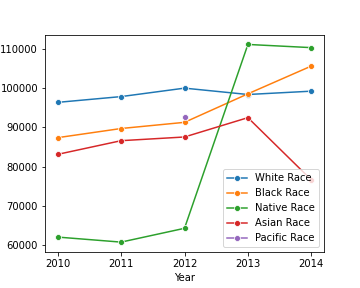 110000
100000
90000
80000
70000
60000
2010 2011 2012 2013 2014
Year
White Race
Black Race
Native Race
Asian Race
Pacific Race